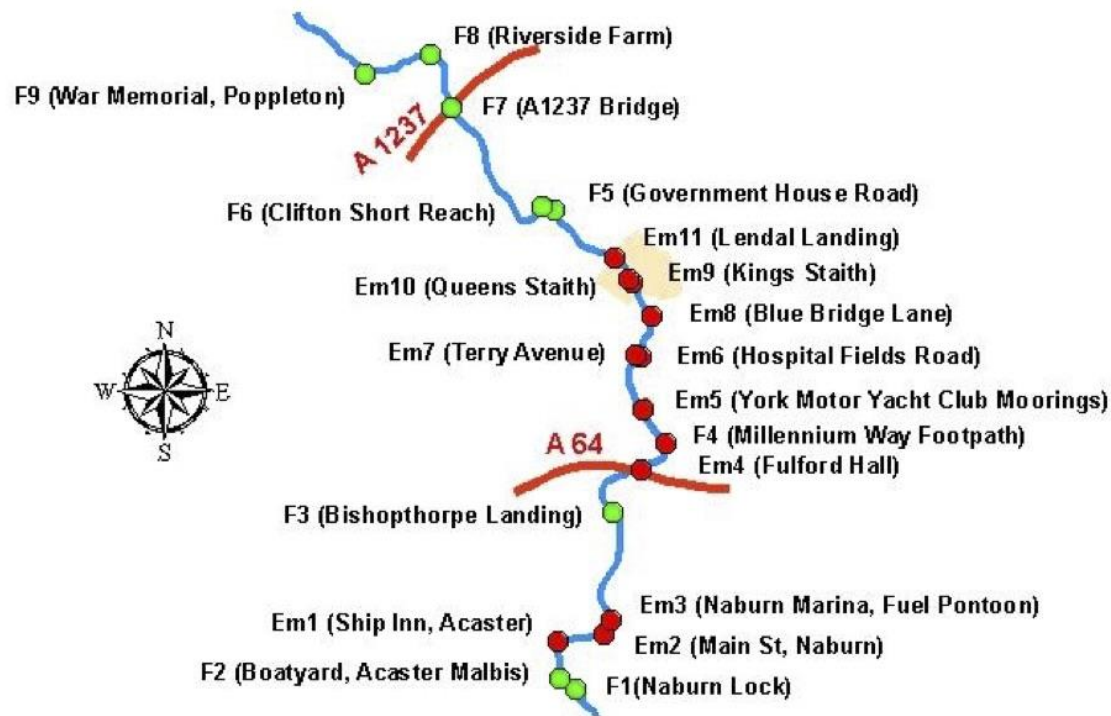 F8 (Riverside Farm)
F9 (War Memorial, Poppleton)
F7 (A1237 Bridge)
A 1237
F5 (Government House Road)
F6 (Clifton Short Reach)
Em11 (Lendal Landing)
Em9 (Kings Staith)
Em10 (Queens Staith)
Em8 (Blue Bridge Lane)
N
W
E
S
Em7 (Terry Avenue)
Em6 (Hospital Fields Road)
Em5 (York Motor Yacht Club Moorings)
F4 (Millennium Way Footpath)
A 64
Em4 (Fulford Hall)
F3 (Bishopthorpe Landing)
Em3 (Naburn Marina, Fuel Pontoon)
Em1 (Ship Inn, Acaster)
Em2 (Main St, Naburn)
F2 (Boatyard, Acaster Malbis)
F1(Naburn Lock)